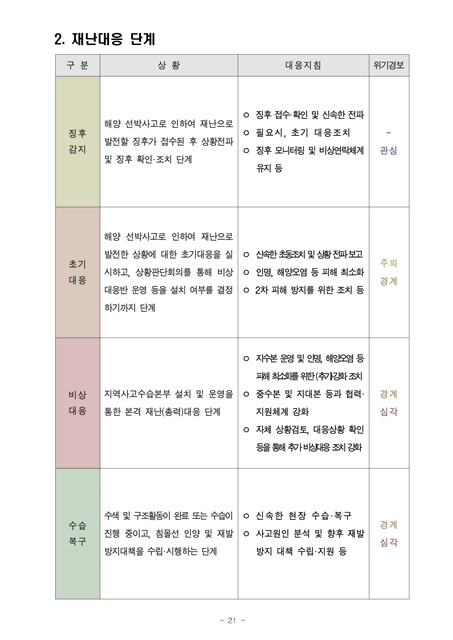 2. 재난대응 단계
구 분
상 황
대응지침
위기경보
징후
감지
해양 선박사고로 인하여 재난으로
발전할 징후가 접수된 후 상황전파
및 징후 확인·조치 단계
ㅇ 징후 접수·확인 및 신속한 전파
ㅇ 필요시, 초기 대응조치
ㅇ 징후 모니터링 및 비상연락체계
유지 등
-
관심
초기
대응
해양 선박사고로 인하여 재난으로
발전한 상황에 대한 초기대응을 실
시하고, 상황판단회의를 통해 비상
대응반 운영 등을 설치 여부를 결정
하기까지 단계
ㅇ 신속한 초동조치 및 상황 전파·보고
ㅇ 인명, 해양오염 등 피해 최소화
ㅇ 2차 피해 방지를 위한 조치 등
주의
경계
비상
대응
지역사고수습본부 설치 및 운영을
통한 본격 재난(총력)대응 단계
ㅇ 지수본 운영 및 인명, 해양오염 등
피해 최소화를 위한 (추가)강화 조치
ㅇ 중수본 및 지대본 등과 협력·
지원체계 강화
ㅇ 자체 상황검토, 대응상황 확인
등을 통해 추가 비상대응 조치 강화
경계
심각
수습
복구
수색 및 구조활동이 완료 또는 수습이
진행 중이고, 침몰선 인양 및 재발
방지대책을 수립·시행하는 단계
ㅇ 신속한 현장 수습·복구
ㅇ 사고원인 분석 및 향후 재발
방지 대책 수립·지원 등
경계
심각
- 21 -